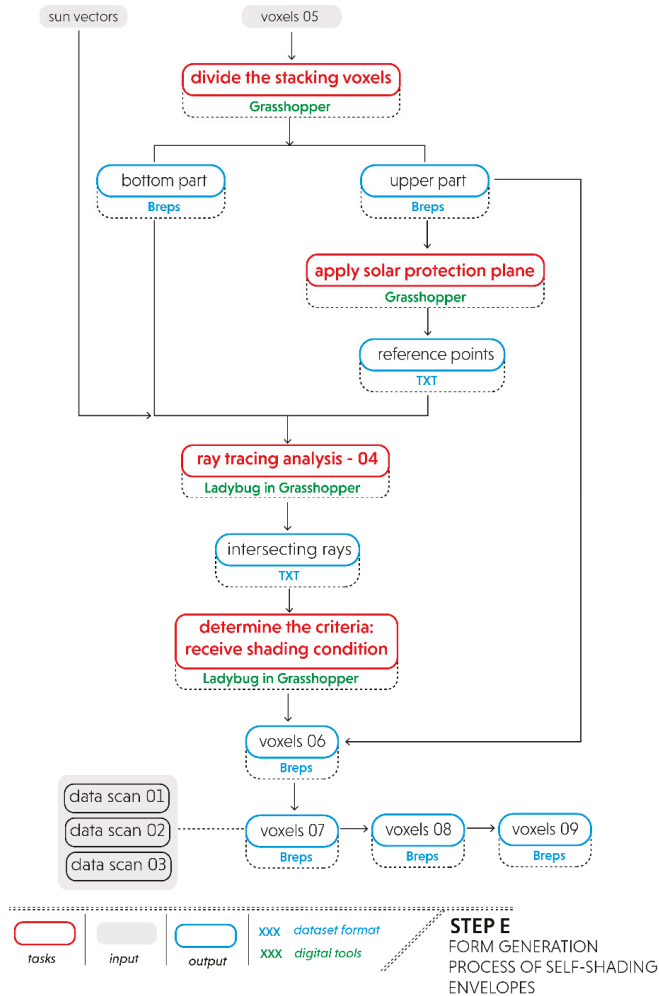 sun vectors
voxels 05
divide the stacking voxels
Grasshopper
bottom part
Breps
upper part
Breps
apply solar protection plane
Grasshopper
reference points
TXT
ray tracing analysis - 04
Ladybug in Grasshopper
intersecting rays
TXT
determine the criteria:
receive shading condition
Ladybug in Grasshopper
voxels 06
Breps
data scan 01
data scan 02
data scan 03
voxels 07
Breps
voxels 08
Breps
voxels 09
Breps
tasks
input
output
XXX dataset format
XXX digital tools
STEP E
FORM GENERATION
PROCESS OF SELF-SHADING
ENVELOPES